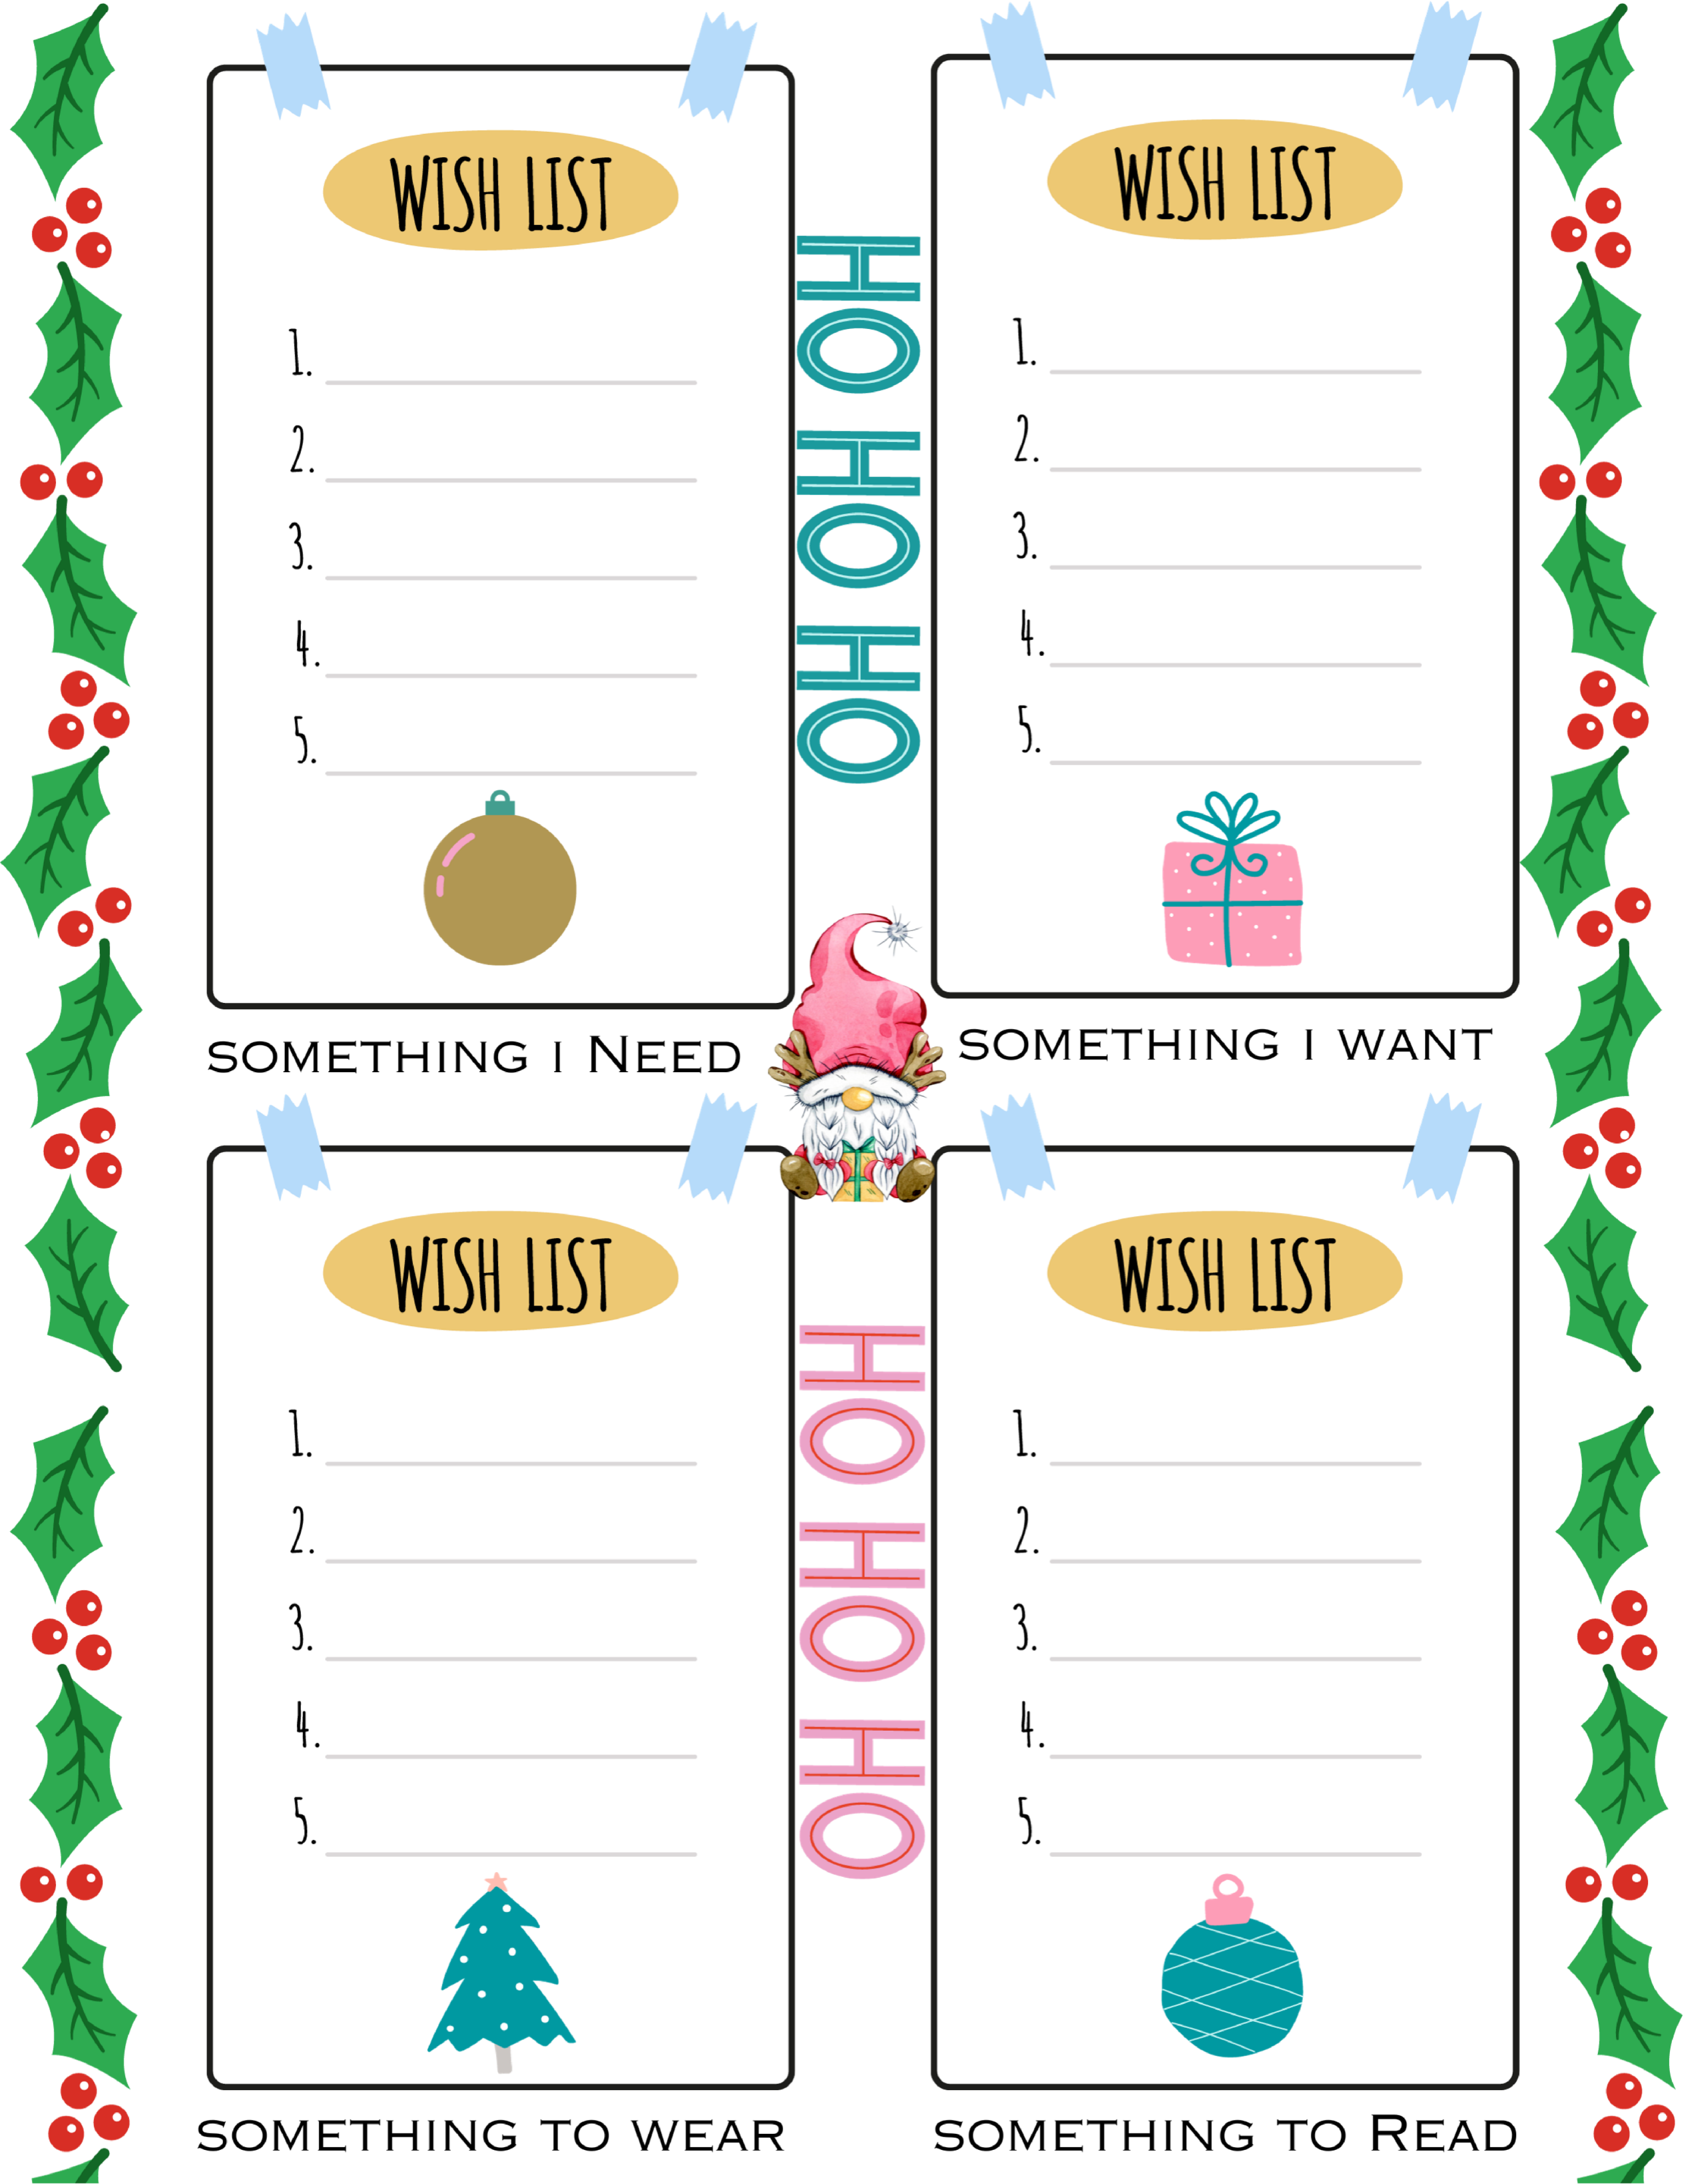 WISH LIST
1.
2.
3.
4.
5.
SOMETHING I NEED
HO HO HO
WISH LIST
1.
2.
3.
4.
5.
SOMETHING I WANT
WISH LIST
1.
2.
3.
4.
5.
SOMETHING TO WEAR
HO HO HO
WISH LIST
1.
2.
3.
4.
5.
SOMETHING TO READ